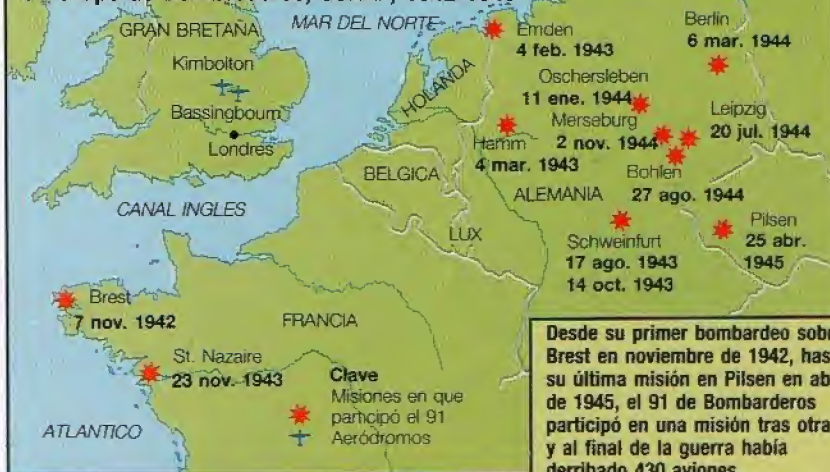 GRAN BRETAÑA
MAR DEL NORTE
Kimbolton
Bassingbourn
Londres
CANAL INGLES
HOLANDA
BELGICA
LUX
Emden
4 feb. 1943
Berlin
6 mar. 1944
Oschersleben
11 ene. 1944
Merseburg
2 nov. 1944
Leipzig
20 jul. 1944
Hamm
4 mar. 1943
Bohlen
27 ago. 1944
ALEMANIA
Schweinfurt
17 ago. 1943
14 oct. 1943
Pilsen
25 abr.
1945
Brest
7 nov. 1942
FRANCIA
St. Nazaire
23 nov. 1943
ATLANTICO
Clave
Misiones en que
participó el 91
Aeródromos
Desde su primer bombardeo
Brest en noviembre de 1942,
su última misión en Pilsen en
de 1945, el 91 de Bombarderos
participó en una misión tras otra
y al final de la guerra había
derribado 430 aviones